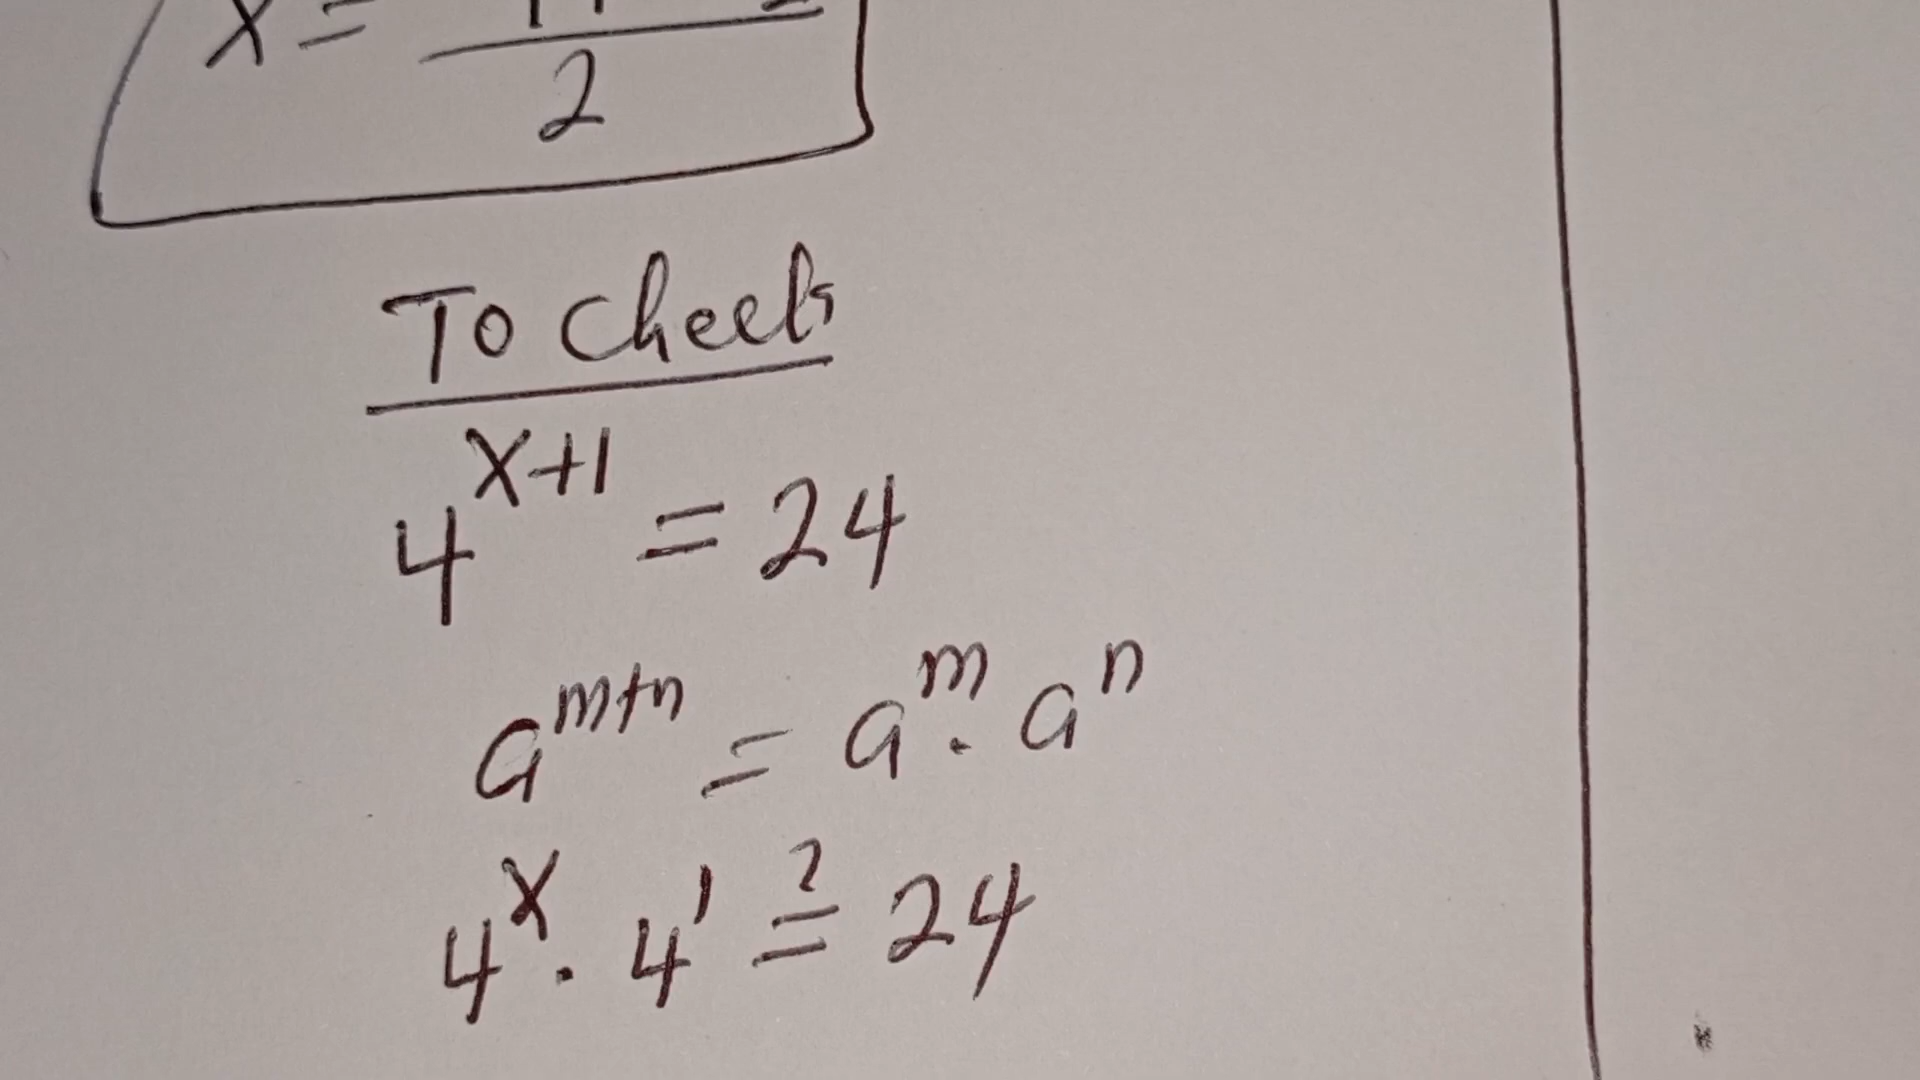 x =
2
To Check
4^{x+1} = 24
a^{m+n} = a^m . a^n
4^x . 4^1 ≟ 24